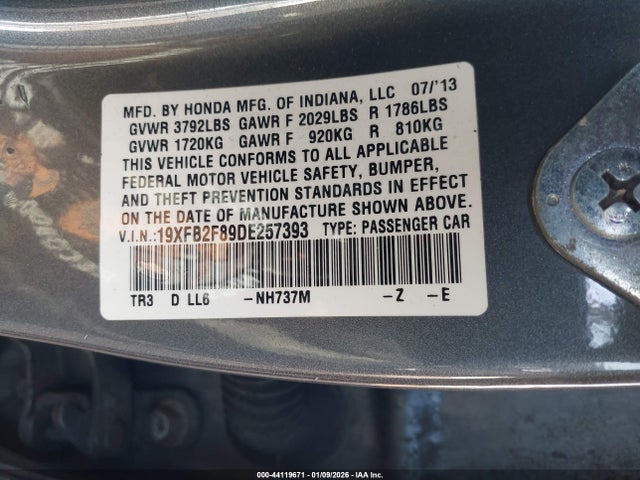 MFD. BY HONDA MFG. OF INDIANA, LLC 07/'13
GVWR 3792LBS GAWR F 2029LBS R 1786LBS
GVWR 1720KG GAWR F 920KG R 810KG
THIS VEHICLE CONFORMS TO ALL APPLICABLE
FEDERAL MOTOR VEHICLE SAFETY, BUMPER,
AND THEFT PREVENTION STANDARDS IN EFFECT
ON THE DATE OF MANUFACTURE SHOWN ABOVE.
V.I.N.:19XFB2F89DE257393 TYPE: PASSENGER CAR
TR3 D LL6 -NH737M -Z -E
000-44119671 | 01/09/2026 | IAA Inc.